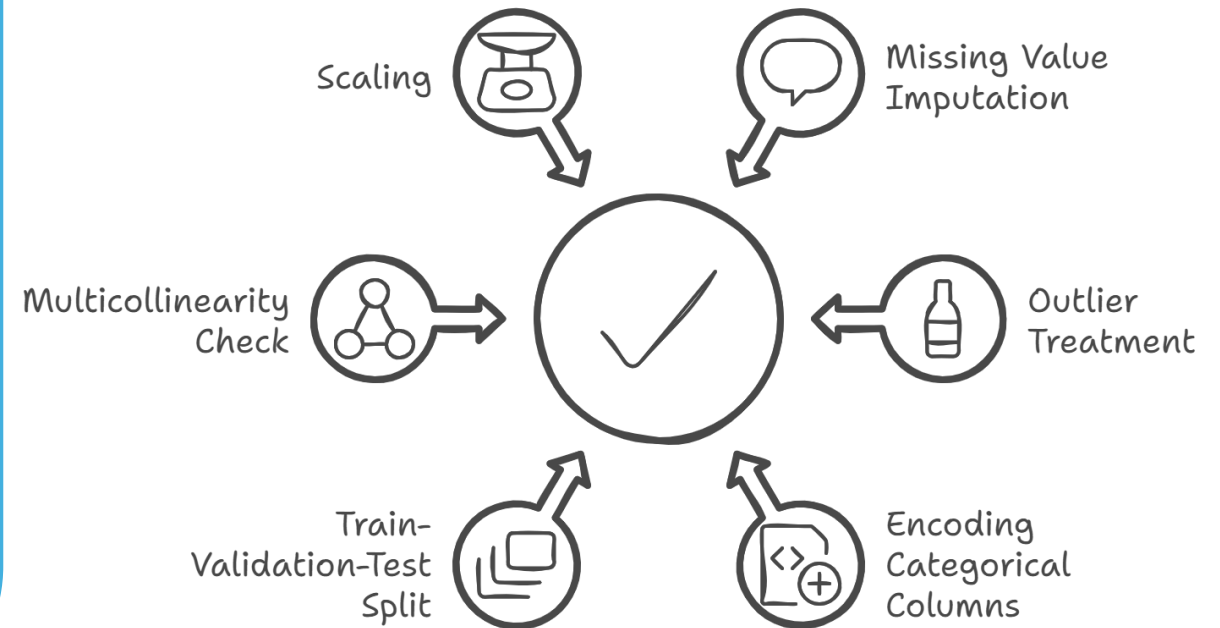 Scaling
Missing Value
Imputation
Multicollinearity
Check
Outlier
Treatment
Train-
Validation-Test
Split
Encoding
Categorical
Columns